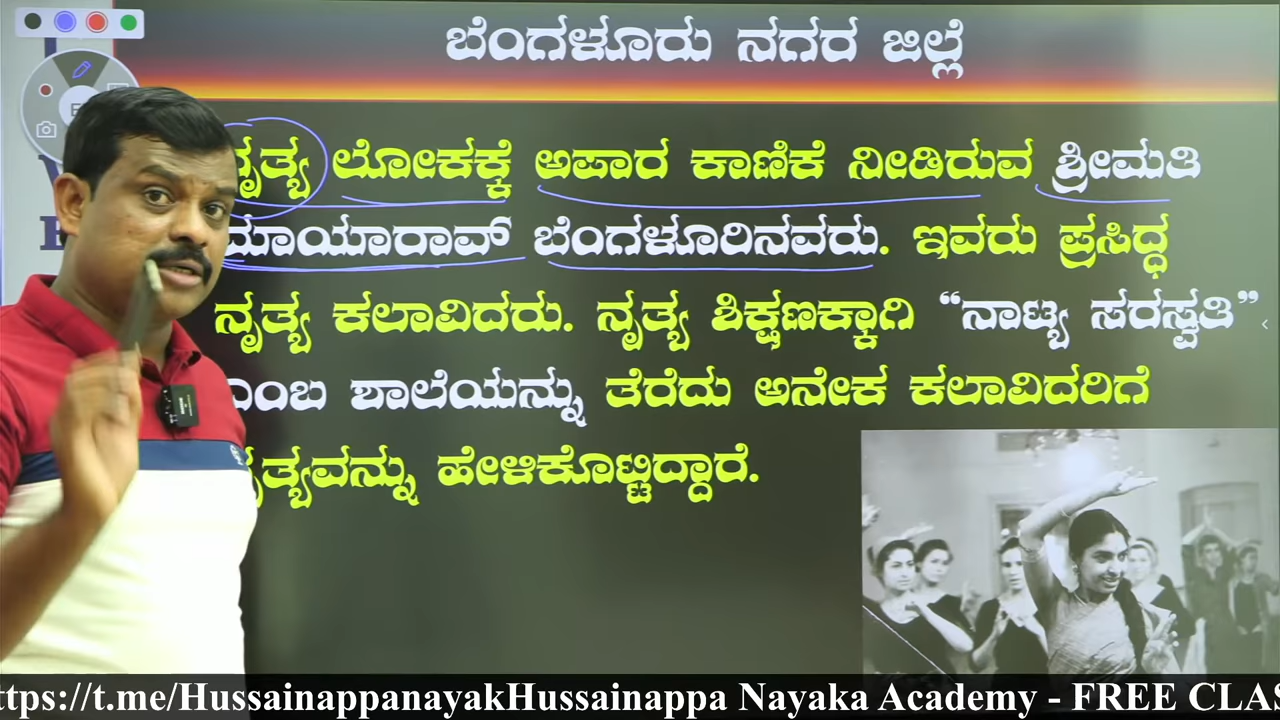 ಬೆಂಗಳೂರು ನಗರ ಜಿಲ್ಲೆ
ನೃತ್ಯ ಲೋಕಕ್ಕೆ ಅಪಾರ ಕಾಣಿಕೆ ನೀಡಿರುವ ಶ್ರೀಮತಿ
ಮಾಯಾರಾವ್ ಬೆಂಗಳೂರಿನವರು. ಇವರು ಪ್ರಸಿದ್ಧ
ನೃತ್ಯ ಕಲಾವಿದರು. ನೃತ್ಯ ಶಿಕ್ಷಣಕ್ಕಾಗಿ “ನಾಟ್ಯ ಸರಸ್ವತಿ”
ಎಂಬ ಶಾಲೆಯನ್ನು ತೆರೆದು ಅನೇಕ ಕಲಾವಿದರಿಗೆ
ನೃತ್ಯವನ್ನು ಹೇಳಿಕೊಟ್ಟಿದ್ದಾರೆ.
ttps://t.me/HussainappanayakHussainappa Nayaka Academy - FREE CLAS